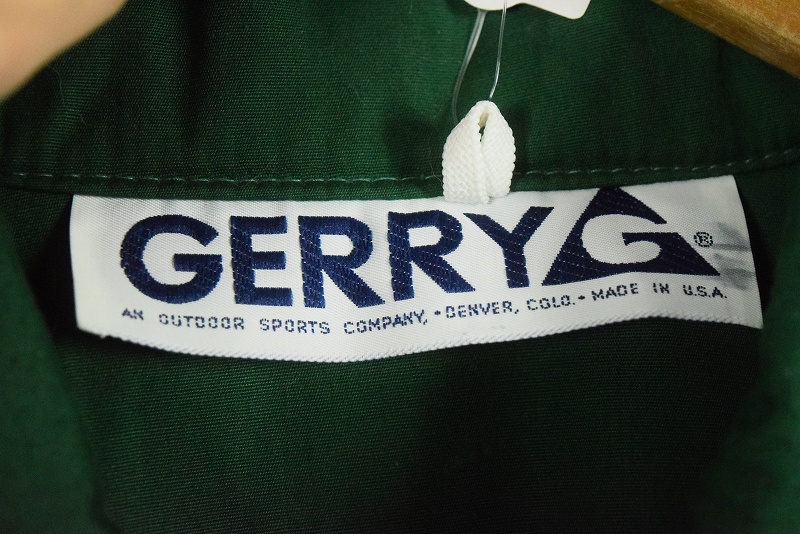 GERRY G ®
AN OUTDOOR SPORTS COMPANY, • DENVER, COLO. • MADE IN U.S.A.